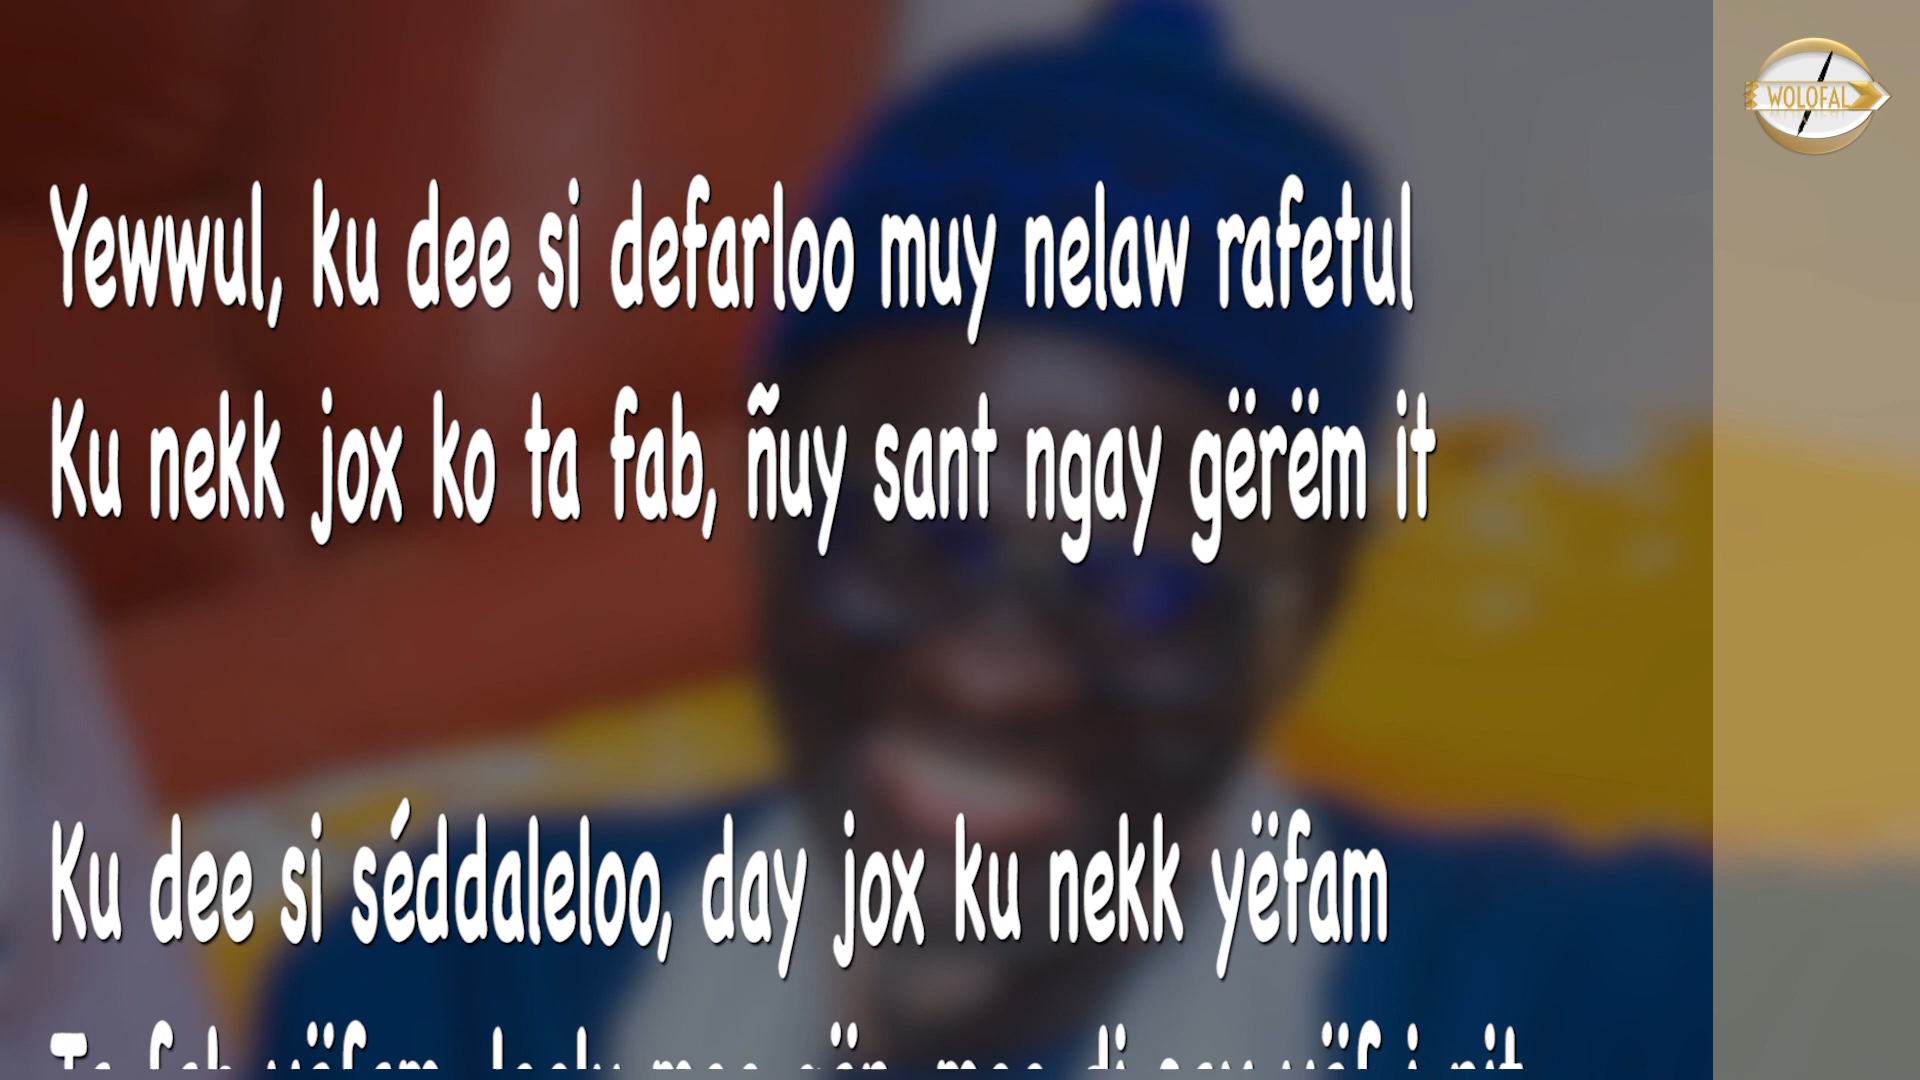 WOLOFAL
Yewwul, ku dee si defarloo muy nelaw rafetul
Ku nekk jox ko ta fab, ñuy sant ngay gërëm it
Ku dee si séddaleloo, day jox ku nekk yëfam